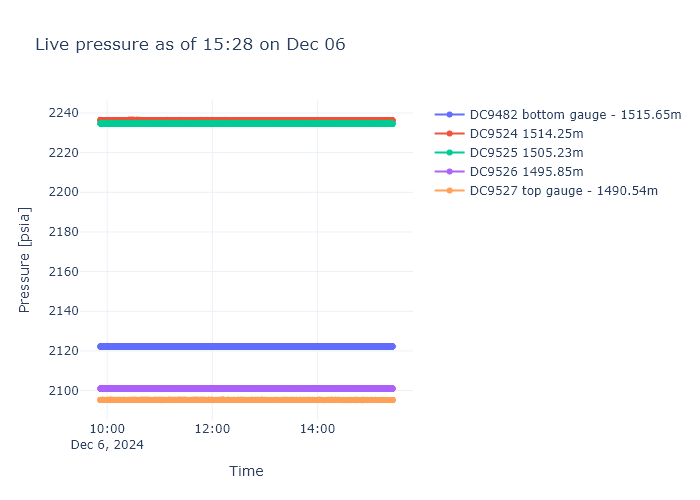 Live pressure as of 15:28 on Dec 06
2240
2220
2200
2180
2160
2140
2120
2100
Pressure [psia]
10:00
12:00
14:00
Dec 6, 2024
Time
DC9482 bottom gauge - 1515.65m
DC9524 1514.25m
DC9525 1505.23m
DC9526 1495.85m
DC9527 top gauge - 1490.54m